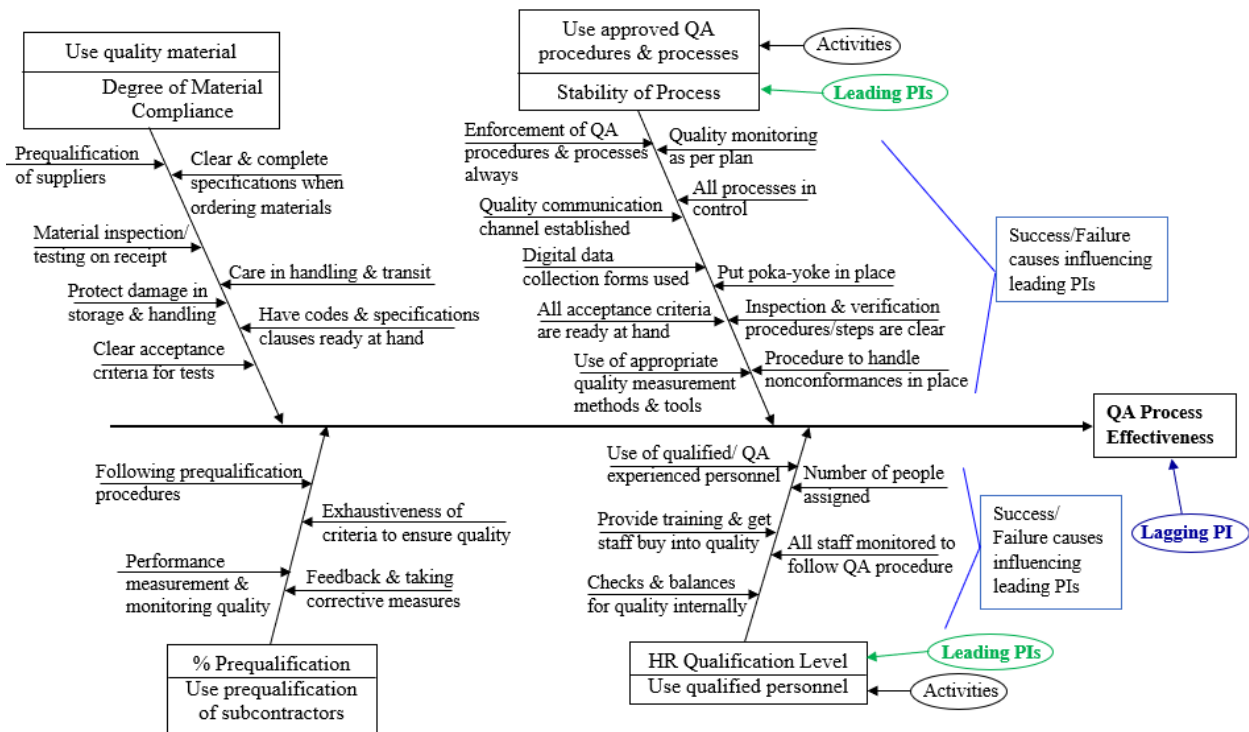 Use quality material
Degree of Material
Compliance
Use approved QA
procedures & processes
Stability of Process
Activities
Leading PIs
Prequalification
of suppliers
Clear & complete
specifications when
ordering materials
Material inspection/
testing on receipt
Care in handling & transit
Protect damage in
storage & handling
Have codes & specifications
clauses ready at hand
Clear acceptance
criteria for tests
Enforcement of QA
procedures & processes
always
Quality monitoring
as per plan
All processes in
control
Quality communication
channel established
Digital data
collection forms used
Put poka-yoke in place
All acceptance criteria
are ready at hand
Inspection & verification
procedures/steps are clear
Use of appropriate
quality measurement
methods & tools
Procedure to handle
nonconformances in place
Success/Failure
causes influencing
leading PIs
QA Process
Effectiveness
Lagging PI
Following prequalification
procedures
Exhaustiveness of
criteria to ensure quality
Performance
measurement &
monitoring quality
Feedback & taking
corrective measures
% Prequalification
Use prequalification
of subcontractors
Use of qualified/ QA
experienced personnel
Number of people
assigned
Provide training & get
staff buy into quality
All staff monitored to
follow QA procedure
Checks & balances
for quality internally
Success/
Failure causes
influencing
leading PIs
HR Qualification Level
Use qualified personnel
Leading PIs
Activities